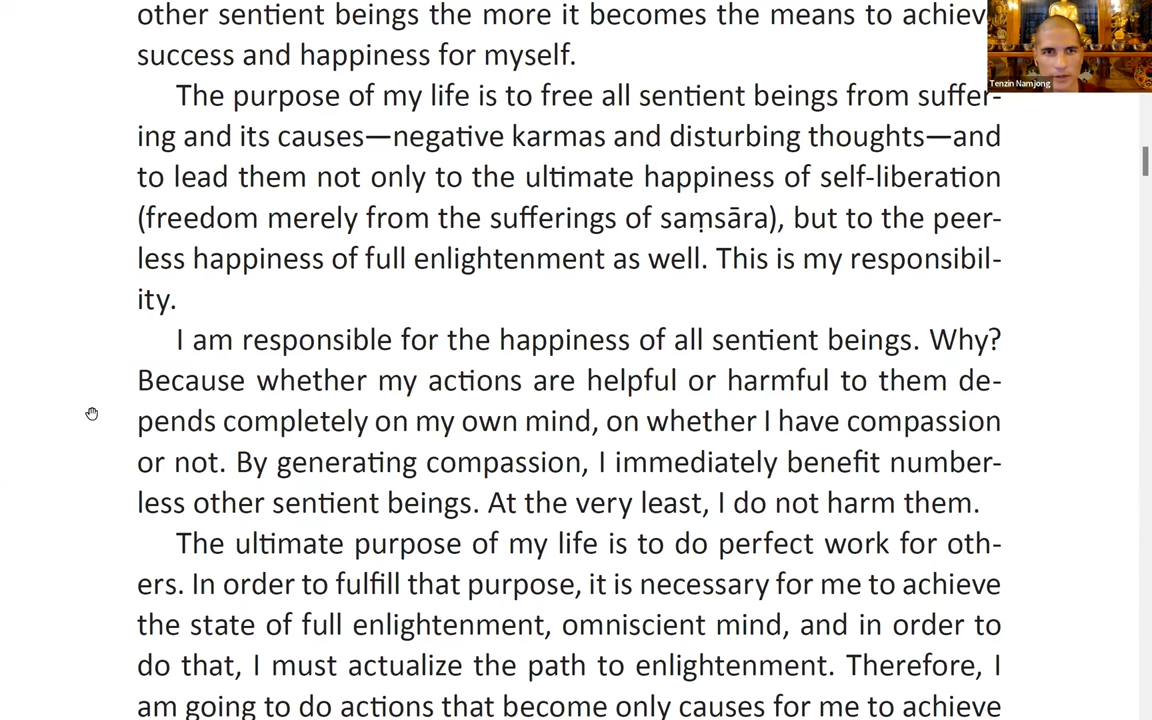 other sentient beings the more it becomes the means to achiev
success and happiness for myself.
The purpose of my life is to free all sentient beings from suffer-
ing and its causes—negative karmas and disturbing thoughts—and
to lead them not only to the ultimate happiness of self-liberation
(freedom merely from the sufferings of saṃsāra), but to the peer-
less happiness of full enlightenment as well. This is my responsibil-
ity.
I am responsible for the happiness of all sentient beings. Why?
Because whether my actions are helpful or harmful to them de-
pends completely on my own mind, on whether I have compassion
or not. By generating compassion, I immediately benefit number-
less other sentient beings. At the very least, I do not harm them.
The ultimate purpose of my life is to do perfect work for oth-
ers. In order to fulfill that purpose, it is necessary for me to achieve
the state of full enlightenment, omniscient mind, and in order to
do that, I must actualize the path to enlightenment. Therefore, I
am going to do actions that become only causes for me to achieve
Tenzin Namjong